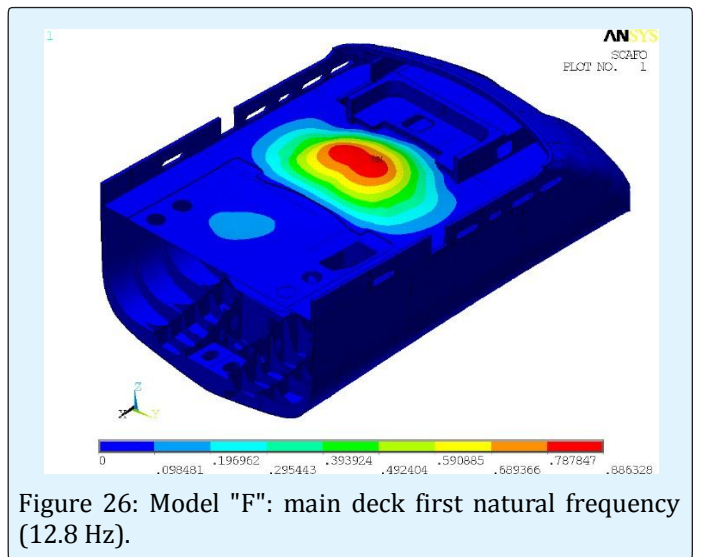 1
ANSYS
SCAFO
PLOT NO. 1
MX
Z
X Y
0 .098481 .196962 .295443 .393924 .492404 .590885 .689366 .787847 .886328
Figure 26: Model "F": main deck first natural frequency
(12.8 Hz).